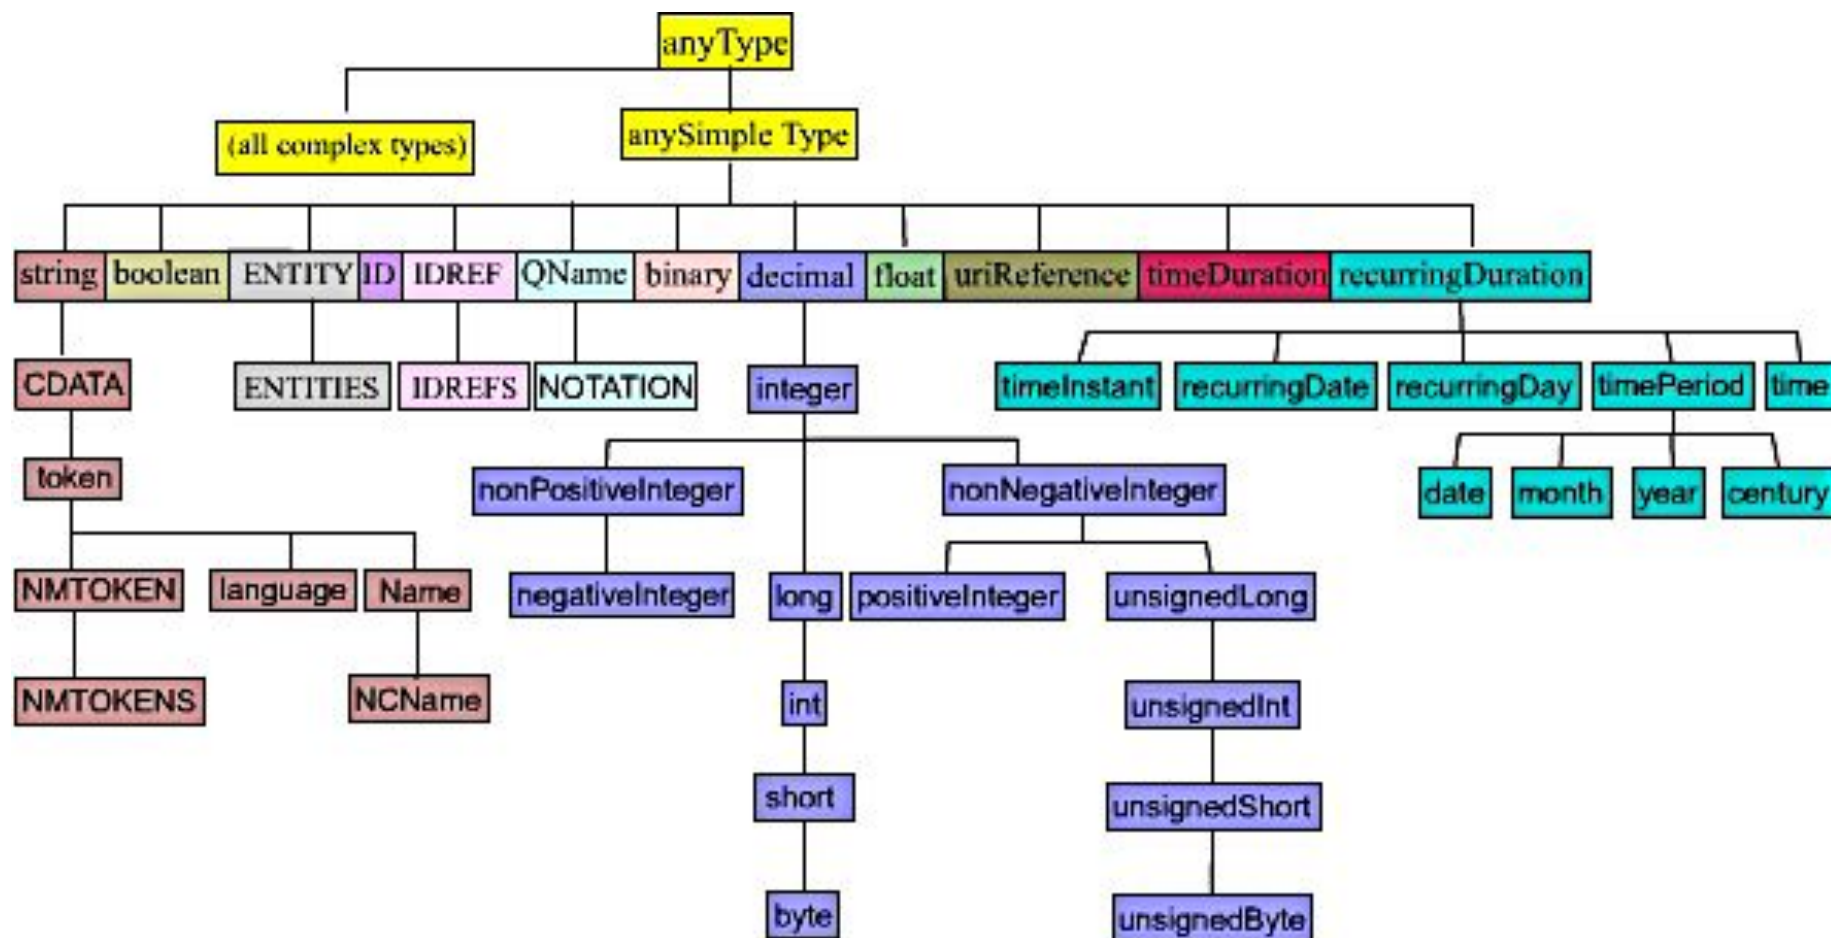 anyType
(all complex types)
anySimple Type
string boolean ENTITY ID IDREF QName binary decimal float uriReference timeDuration recurringDuration
CDATA ENTITIES IDREFS NOTATION integer timeInstant recurringDate recurringDay timePeriod time
token nonPositiveInteger nonNegativeInteger date month year century
NMTOKEN language Name negativeInteger long positiveInteger unsignedLong
NMTOKENS NCName int unsignedInt
short unsignedShort
byte unsignedByte